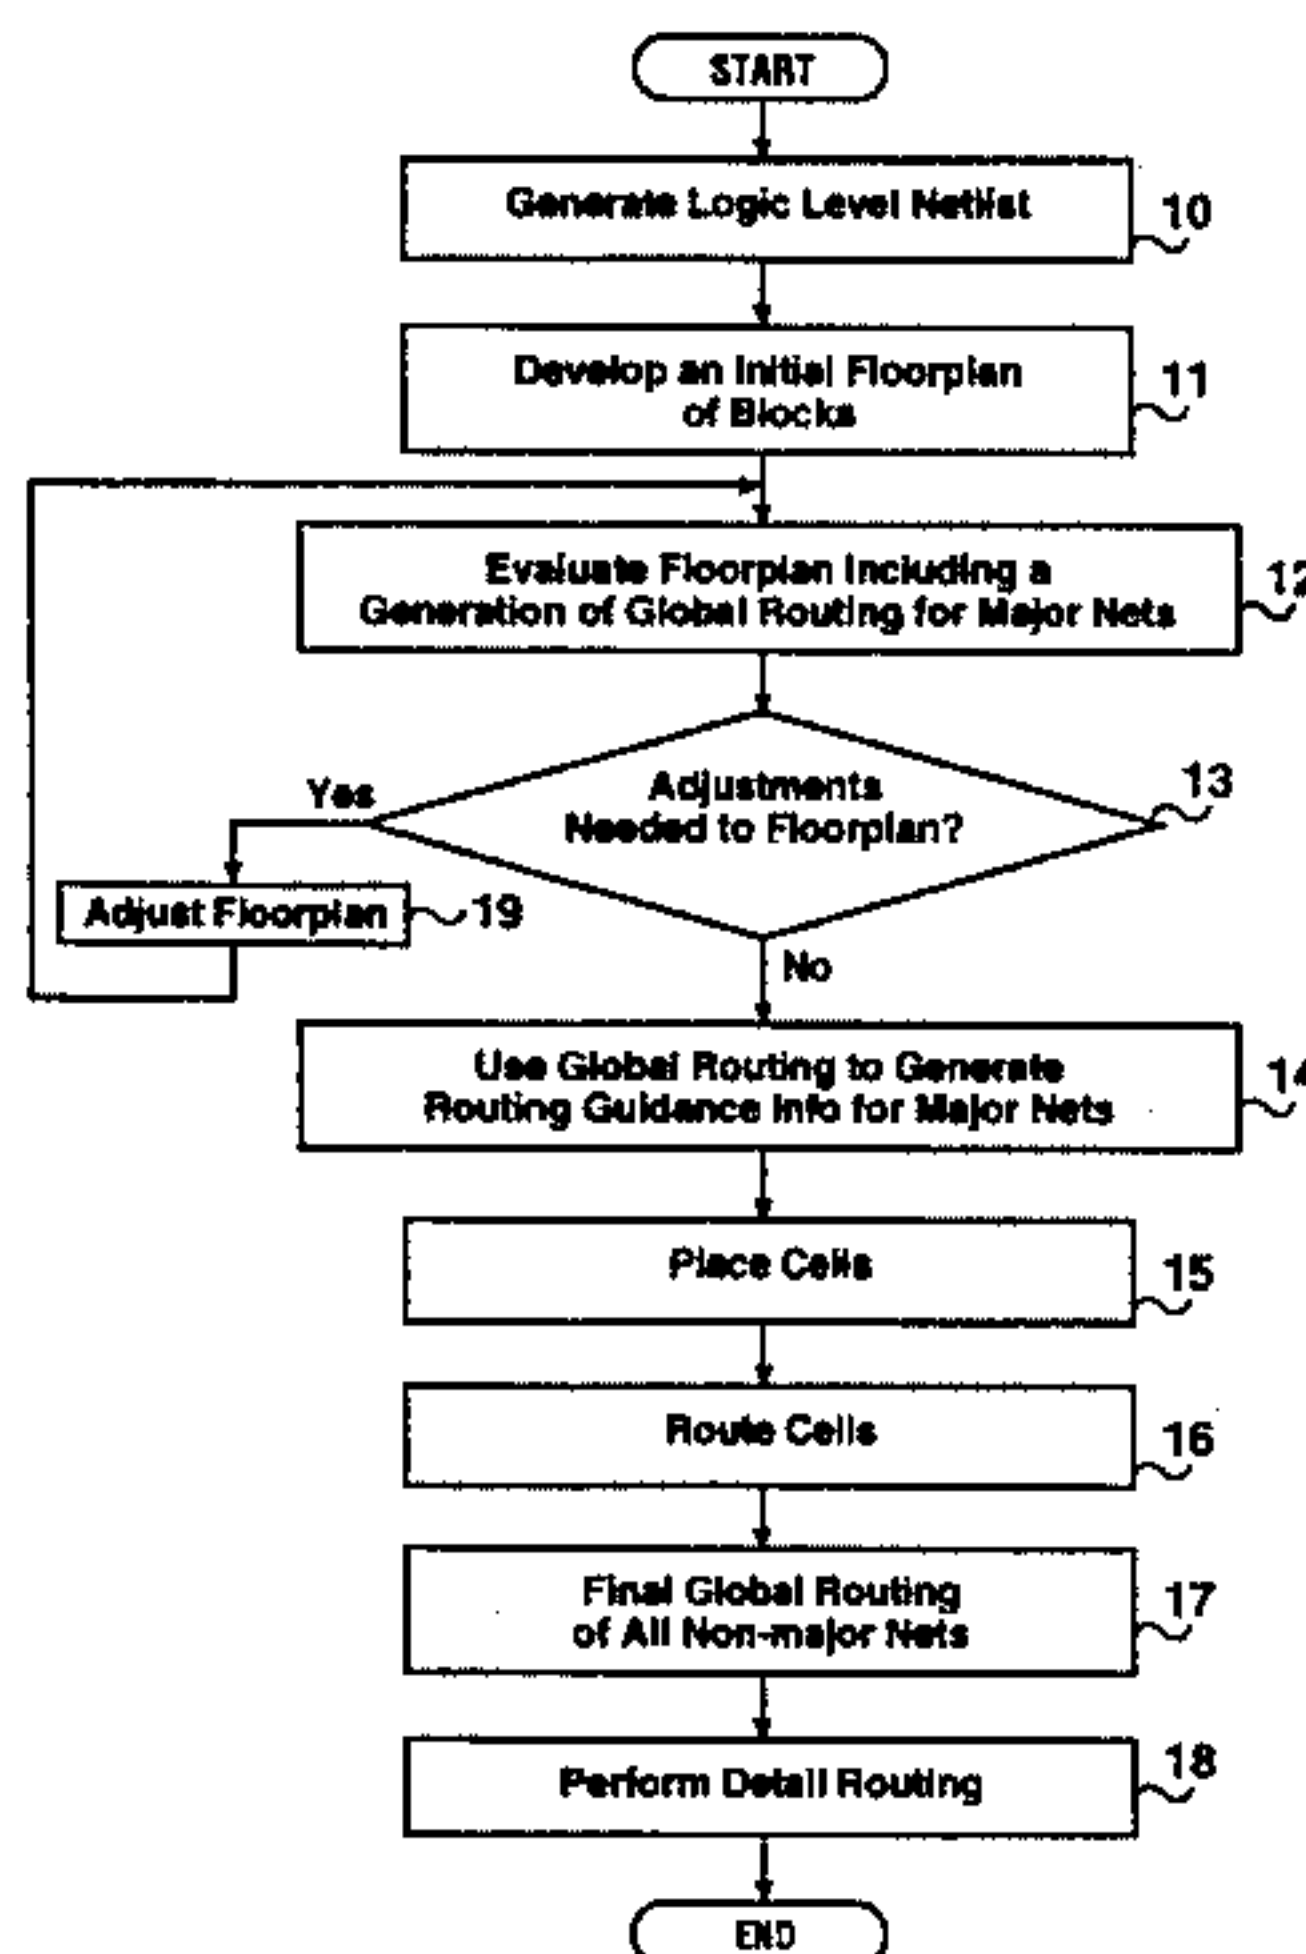 START
Generate Logic Level Netlist
10
Develop an Initial Floorplan
of Blocks
11
Evaluate Floorplan Including a
Generation of Global Routing for Major Nets
12
Adjustments
Needed to Floorplan?
13
Yes
Adjust Floorplan
19
No
Use Global Routing to Generate
Routing Guidance Info for Major Nets
14
Place Cells
15
Route Cells
16
Final Global Routing
of All Non-major Nets
17
Perform Detail Routing
18
END